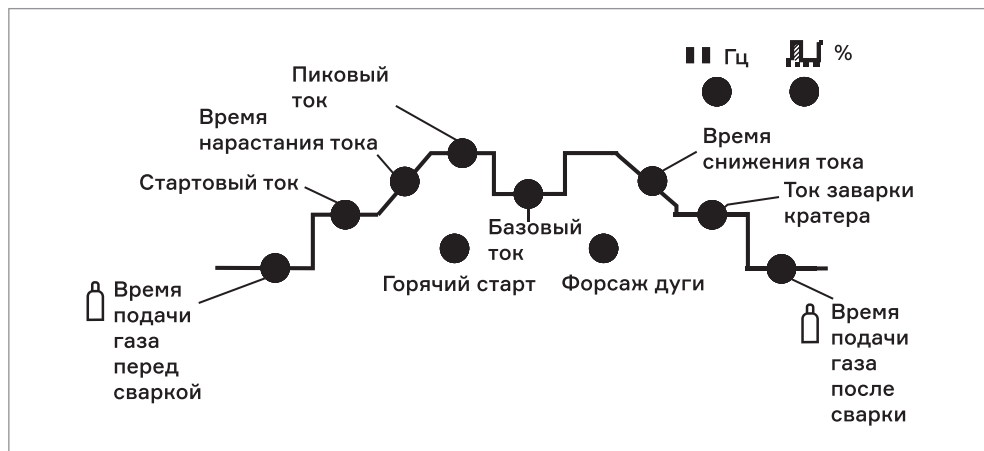 Гц
%
Пиковый
ток
Время
нарастания тока
Время
снижения тока
Стартовый ток
Ток заварки
кратера
Базовый
ток
Горячий старт
Форсаж дуги
Время
подачи
газа
перед
сваркой
Время
подачи
газа
после
сварки